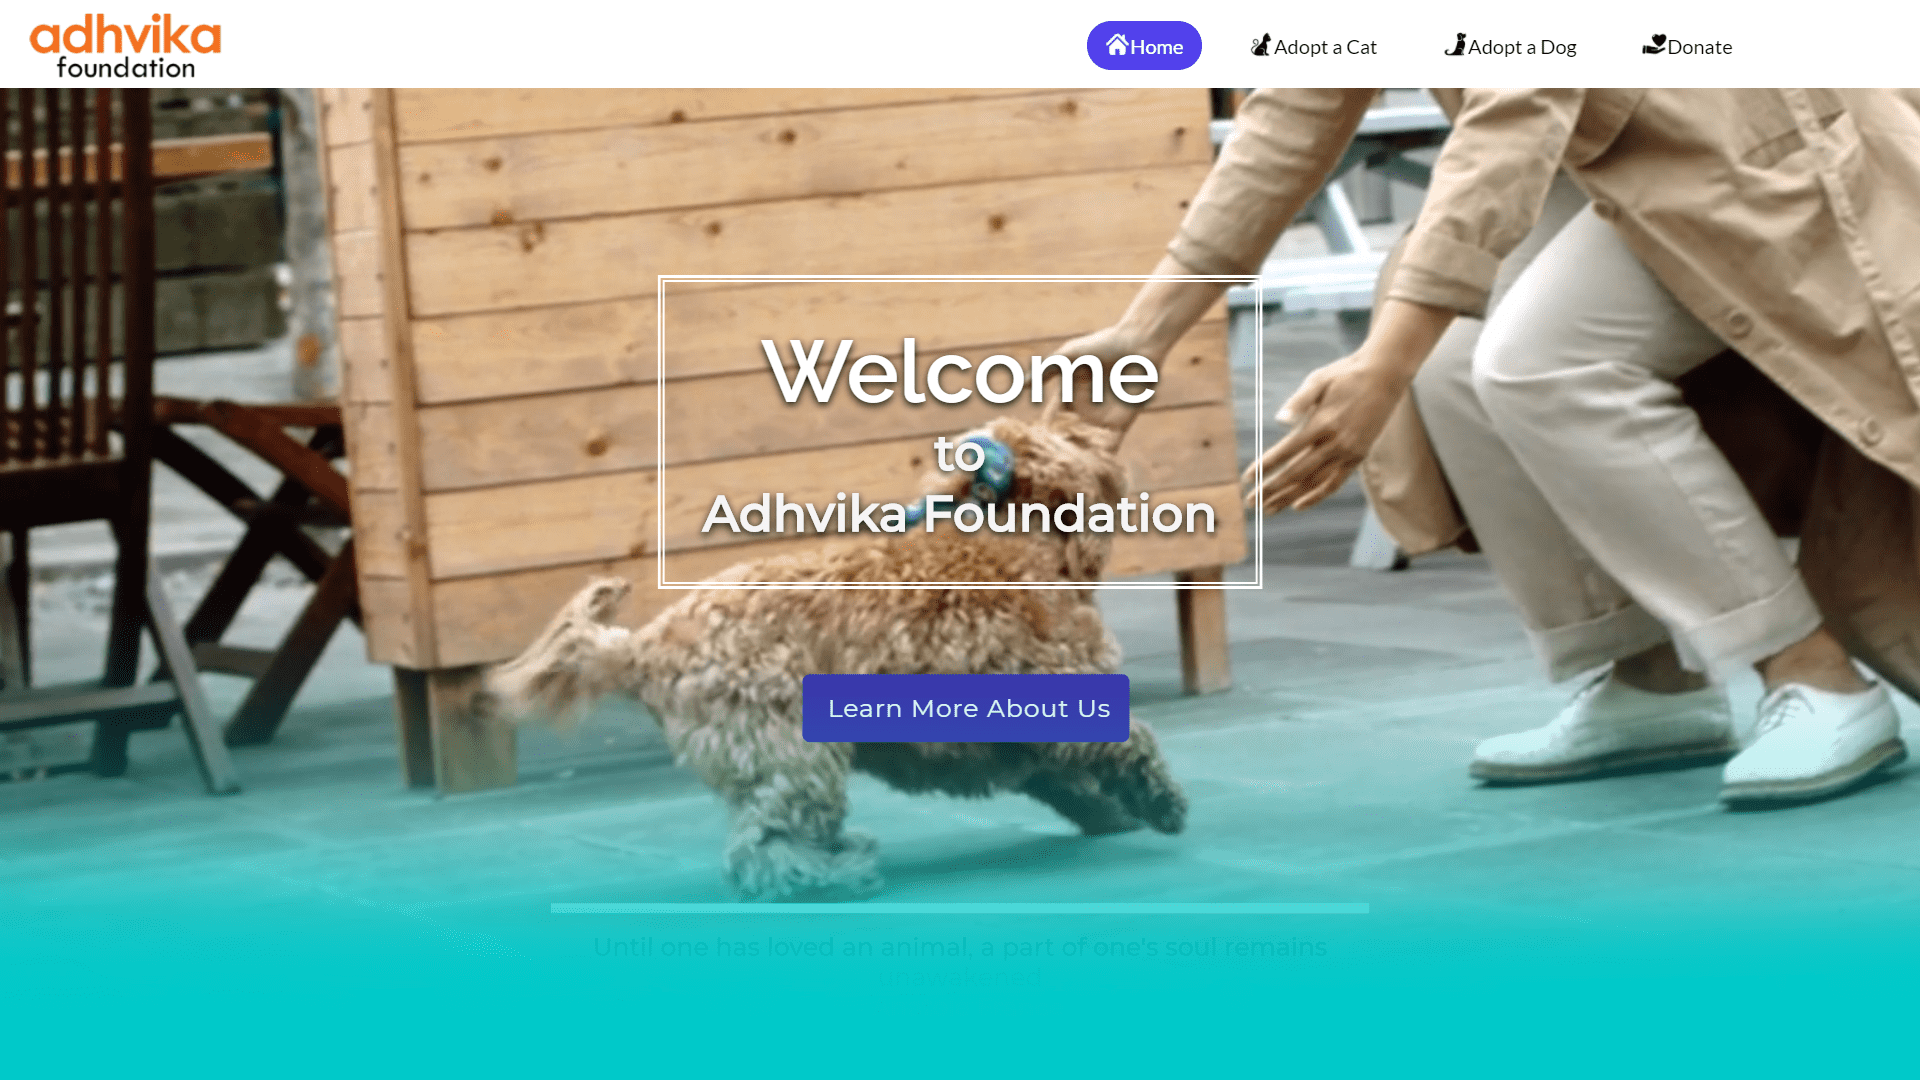 adhvika
foundation
Home
Adopt a Cat
Adopt a Dog
Donate
Welcome
to
Adhvika Foundation
Learn More About Us
Until one has loved an animal, a part of one's soul remains
unawakened